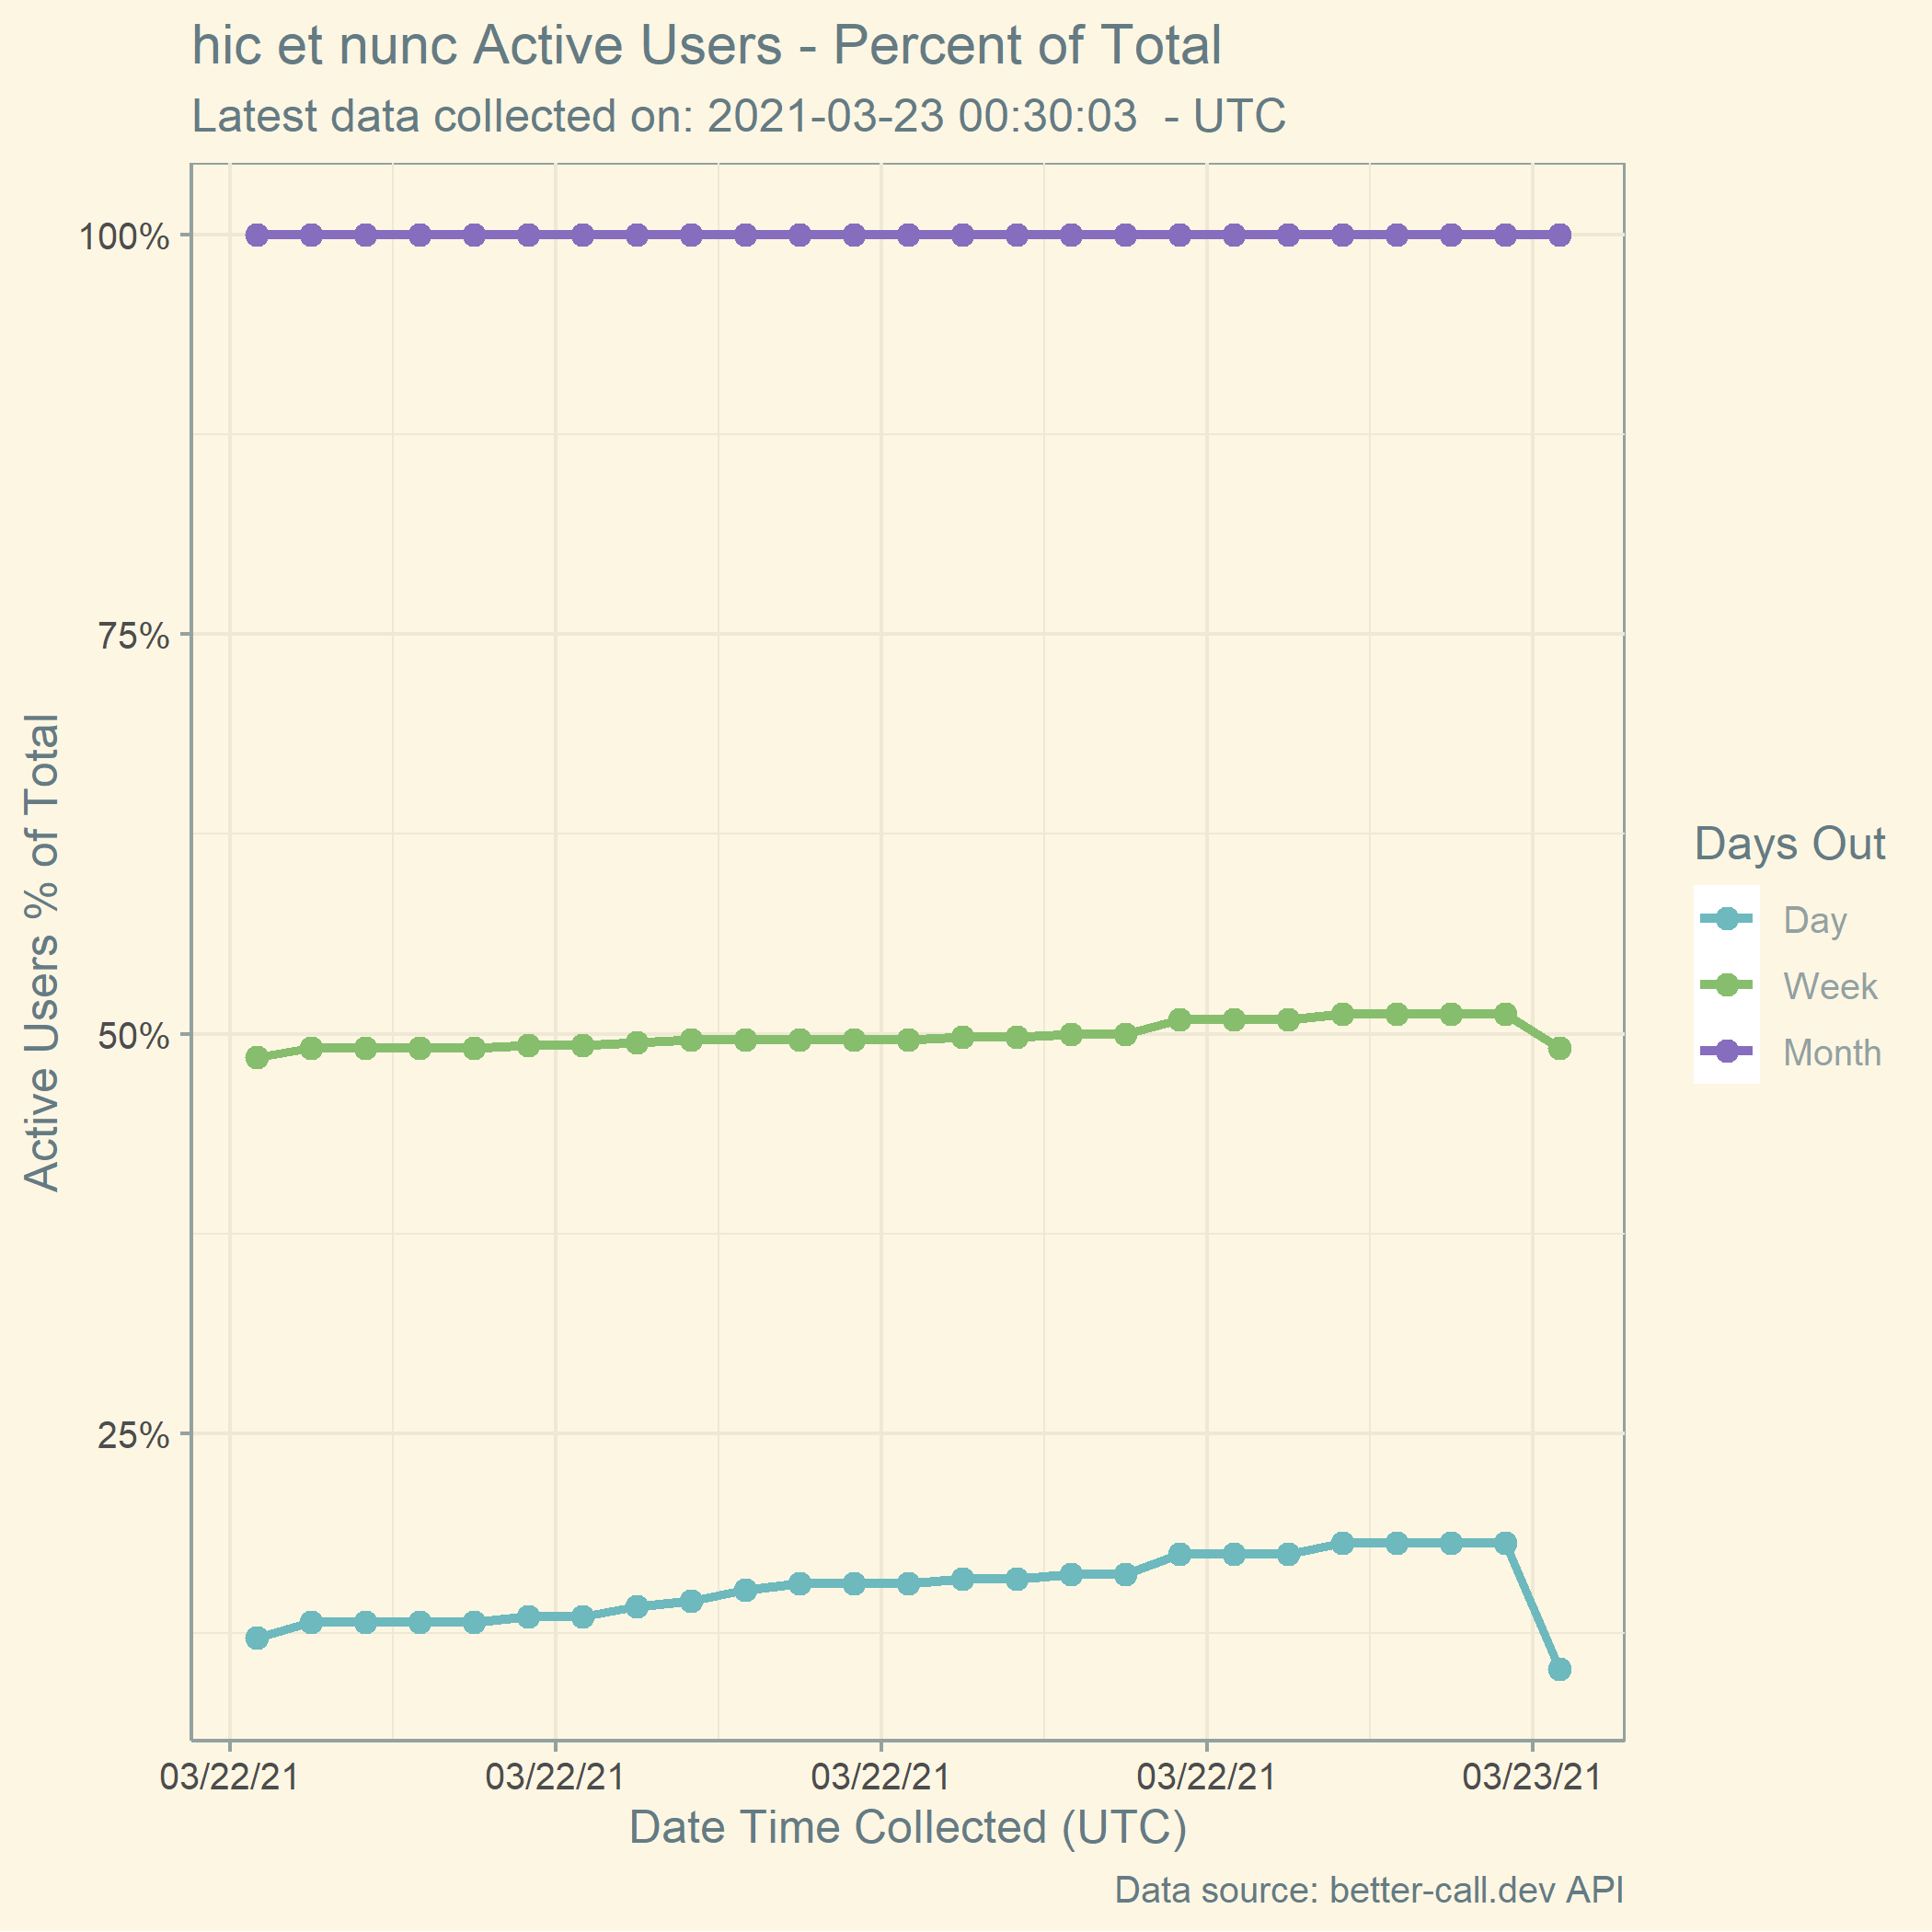 hic et nunc Active Users - Percent of Total
Latest data collected on: 2021-03-23 00:30:03  - UTC
100%
75%
50%
25%
Active Users % of Total
03/22/21 03/22/21 03/22/21 03/22/21 03/23/21
Date Time Collected (UTC)
Data source: better-call.dev API
Days Out
Day
Week
Month